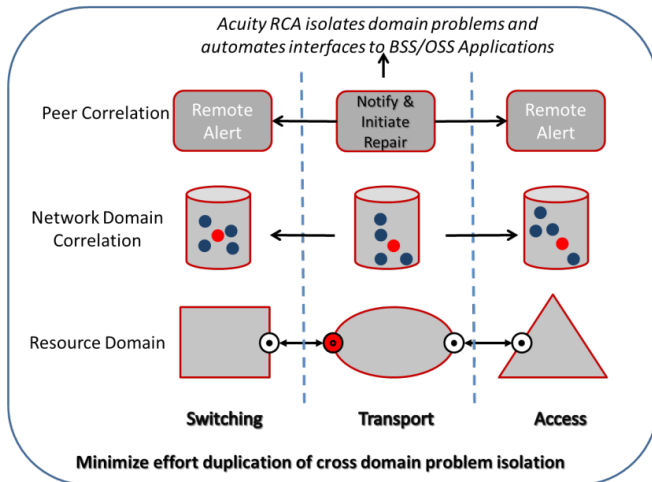 Acuity RCA isolates domain problems and
automates interfaces to BSS/OSS Applications
Peer Correlation
Remote
Alert
Notify &
Initiate
Repair
Remote
Alert
Network Domain
Correlation
Resource Domain
Switching
Transport
Access
Minimize effort duplication of cross domain problem isolation